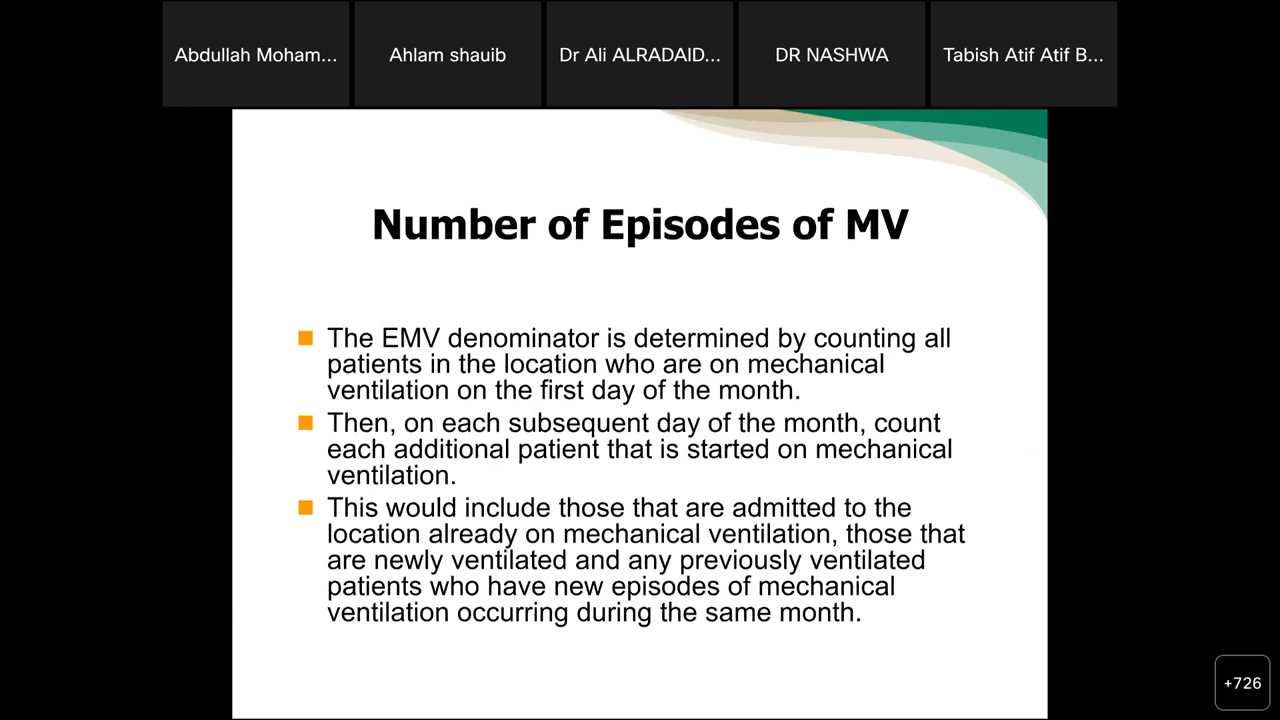 Abdullah Moham...
Ahlam shauib
Dr Ali ALRADAID...
DR NASHWA
Tabish Atif Atif B...
Number of Episodes of MV
The EMV denominator is determined by counting all
patients in the location who are on mechanical
ventilation on the first day of the month.
Then, on each subsequent day of the month, count
each additional patient that is started on mechanical
ventilation.
This would include those that are admitted to the
location already on mechanical ventilation, those that
are newly ventilated and any previously ventilated
patients who have new episodes of mechanical
ventilation occurring during the same month.
+726